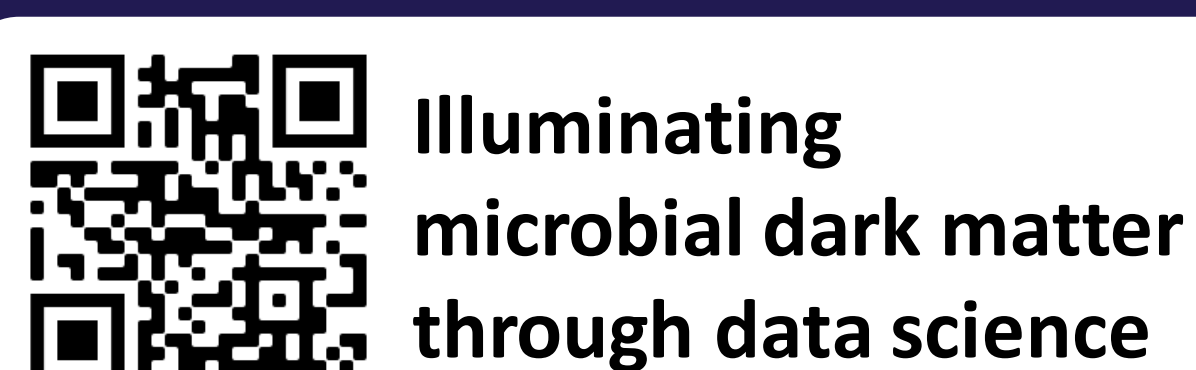 Illuminating
microbial dark matter
through data science